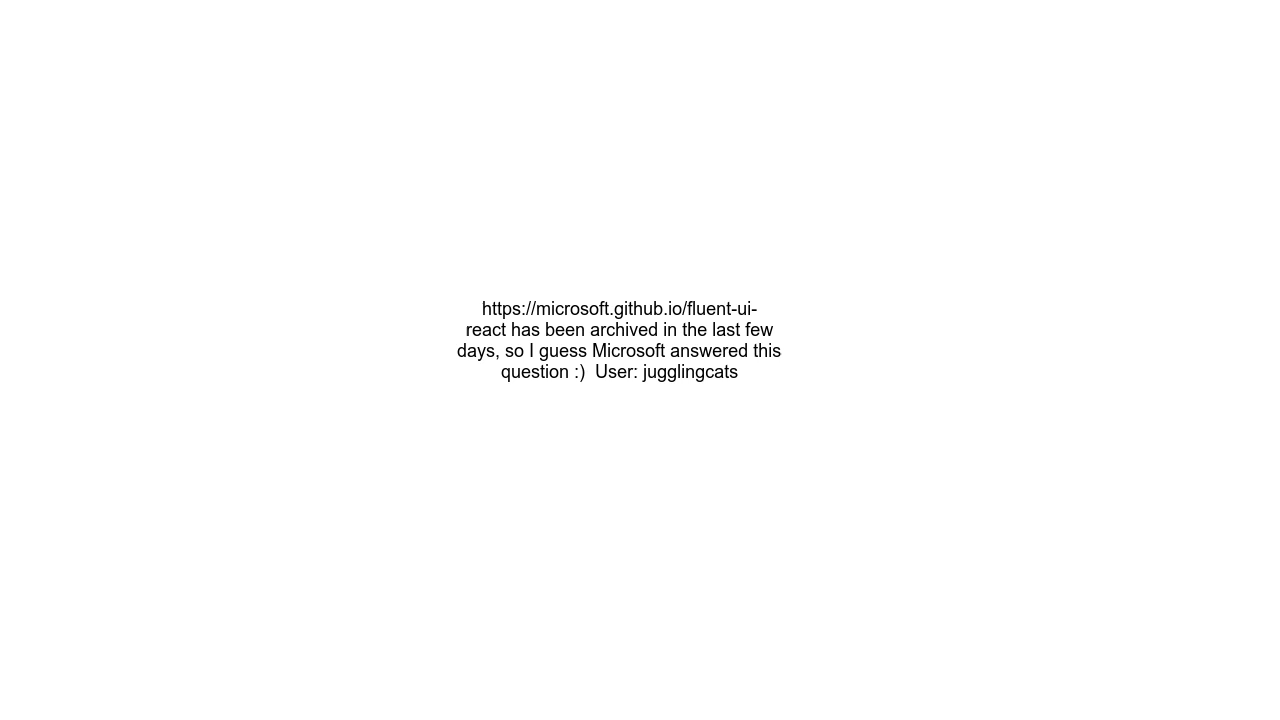 https://microsoft.github.io/fluent-ui-
react has been archived in the last few
days, so I guess Microsoft answered this
question :)  User: jugglingcats